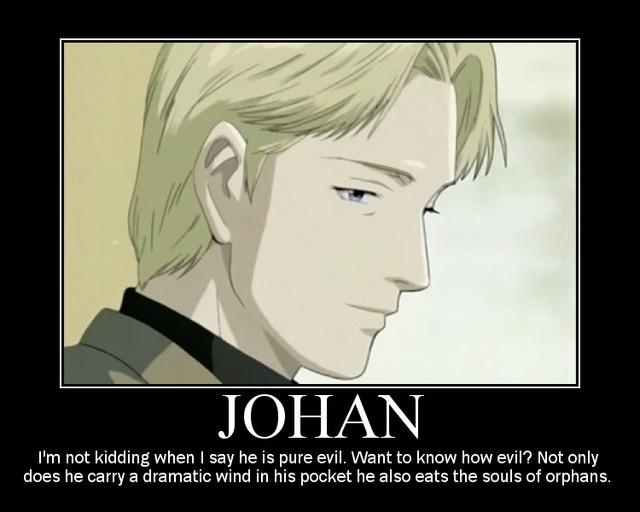 JOHAN
I'm not kidding when I say he is pure evil. Want to know how evil? Not only
does he carry a dramatic wind in his pocket he also eats the souls of orphans.